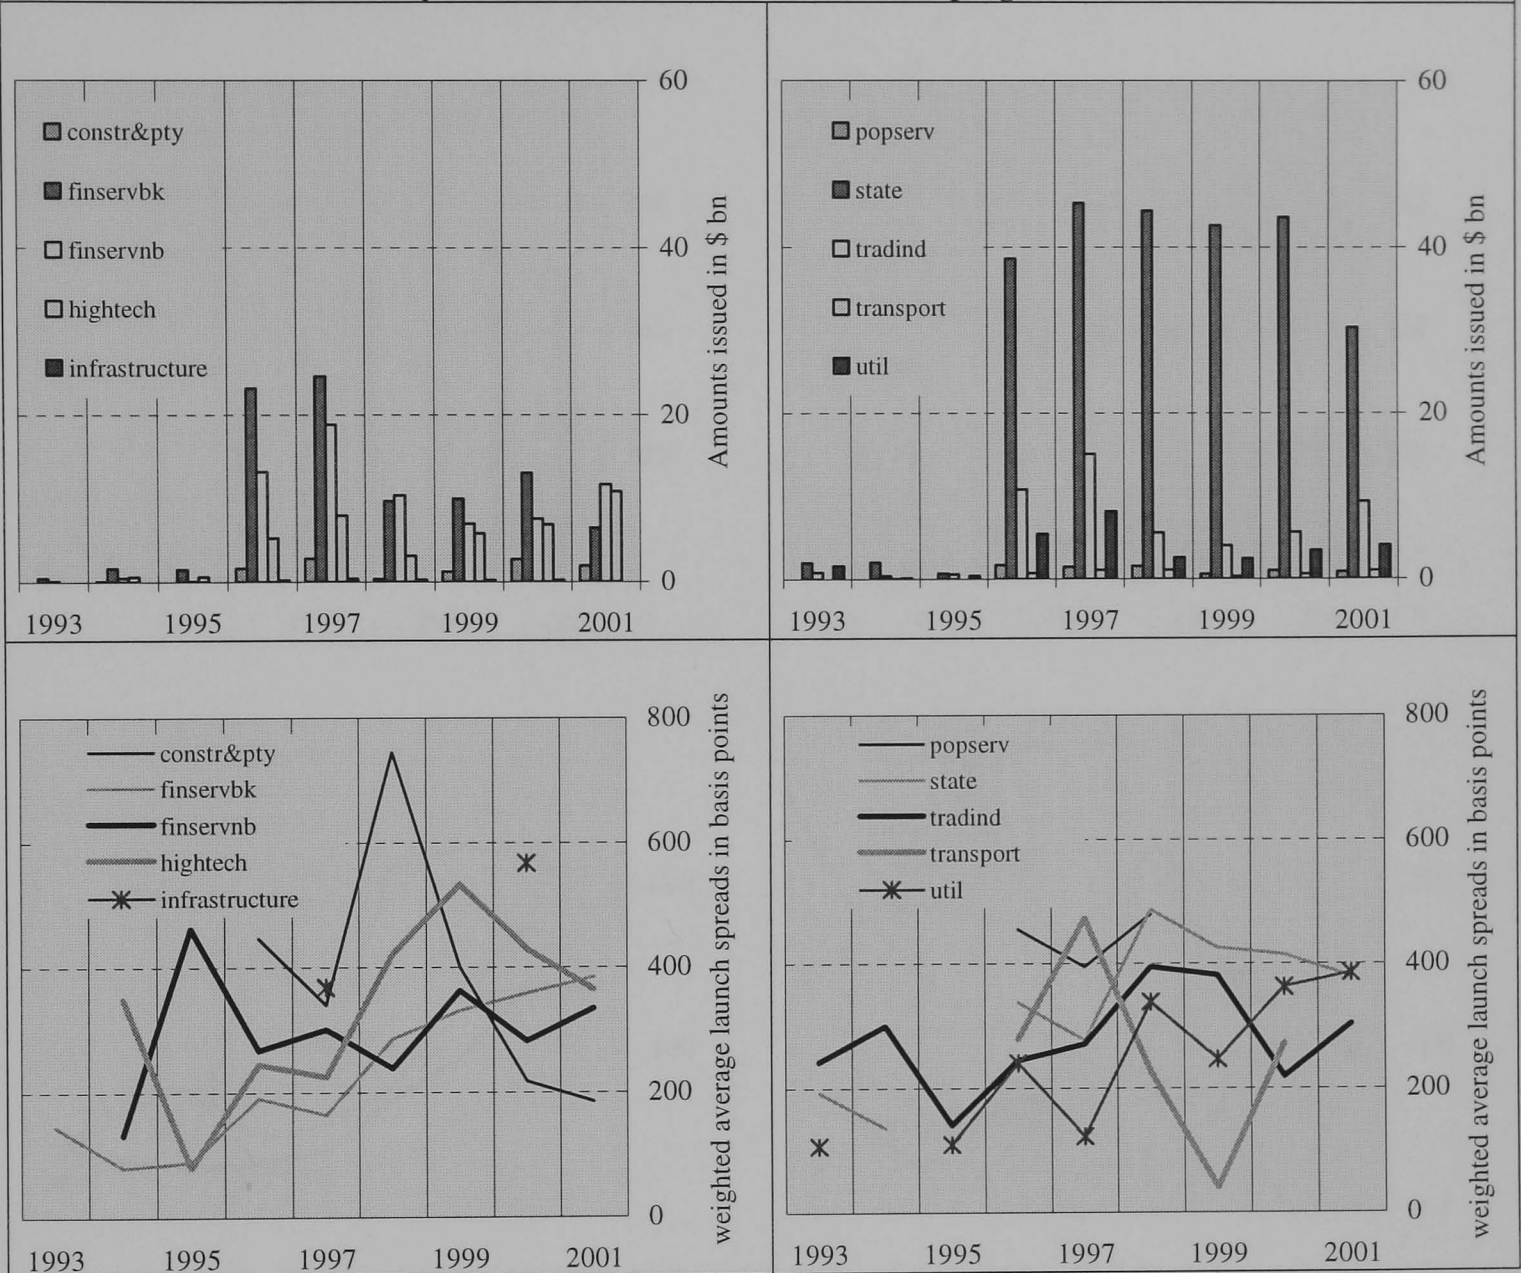 60
constr&pty
finservbk
finservnb
hightech
infrastructure
40
20
0
Amounts issued in $ bn
1993 1995 1997 1999 2001
60
popserv
state
tradind
transport
util
40
20
0
Amounts issued in $ bn
1993 1995 1997 1999 2001
800
constr&pty
finservbk
finservnb
hightech
infrastructure
600
400
200
0
weighted average launch spreads in basis points
1993 1995 1997 1999 2001
800
popserv
state
tradind
transport
util
600
400
200
0
weighted average launch spreads in basis points
1993 1995 1997 1999 2001